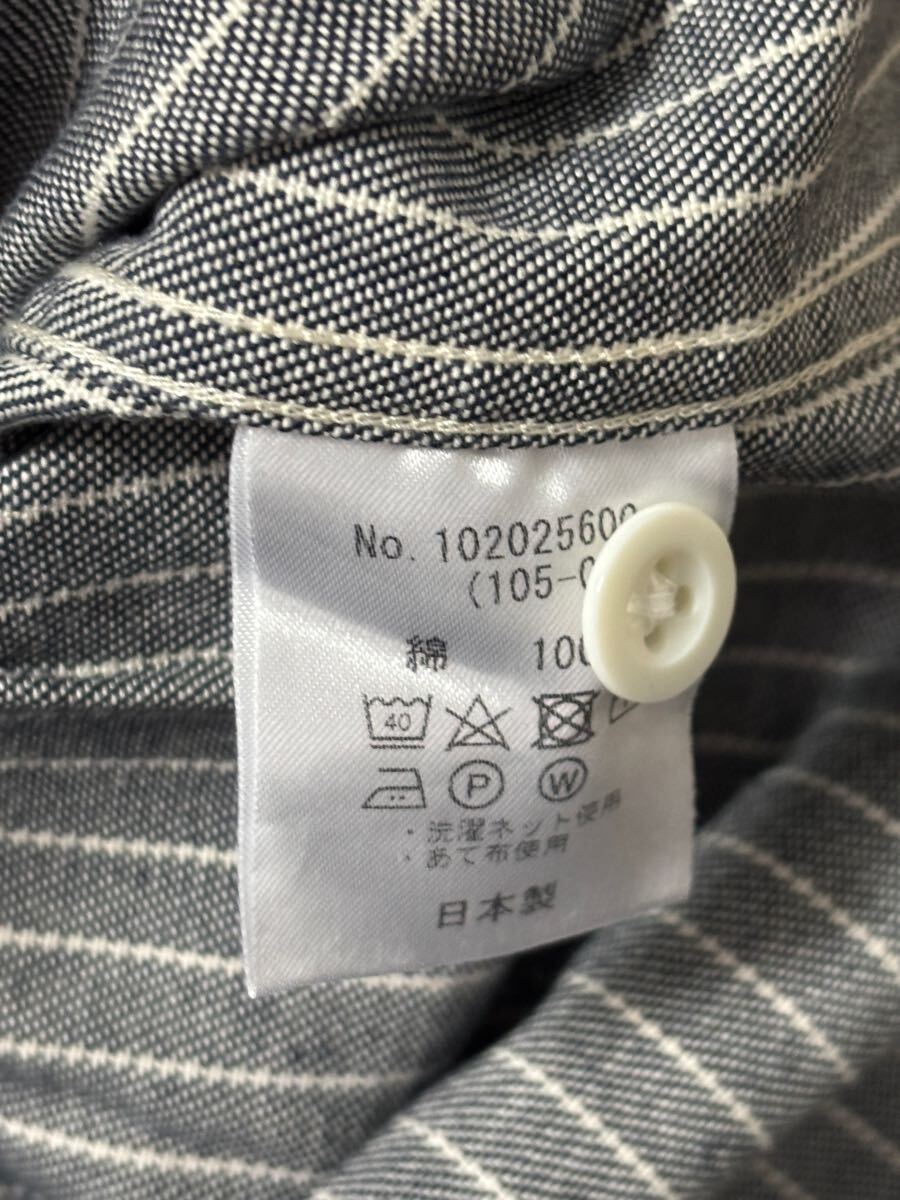 No. 10202560
(105-
綿 10
40
P W
・洗濯ネット使用
・あて布使用
日本製